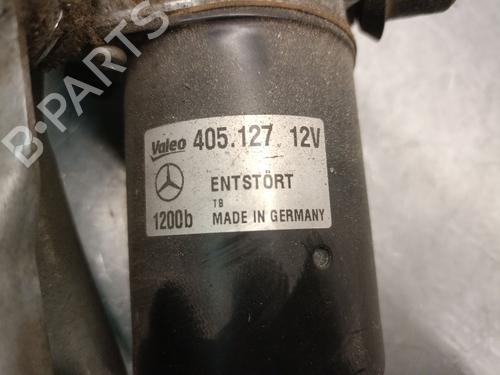 B-PARTS
Valeo 405.127 12V
ENTSTÖRT
TB
1200b MADE IN GERMANY